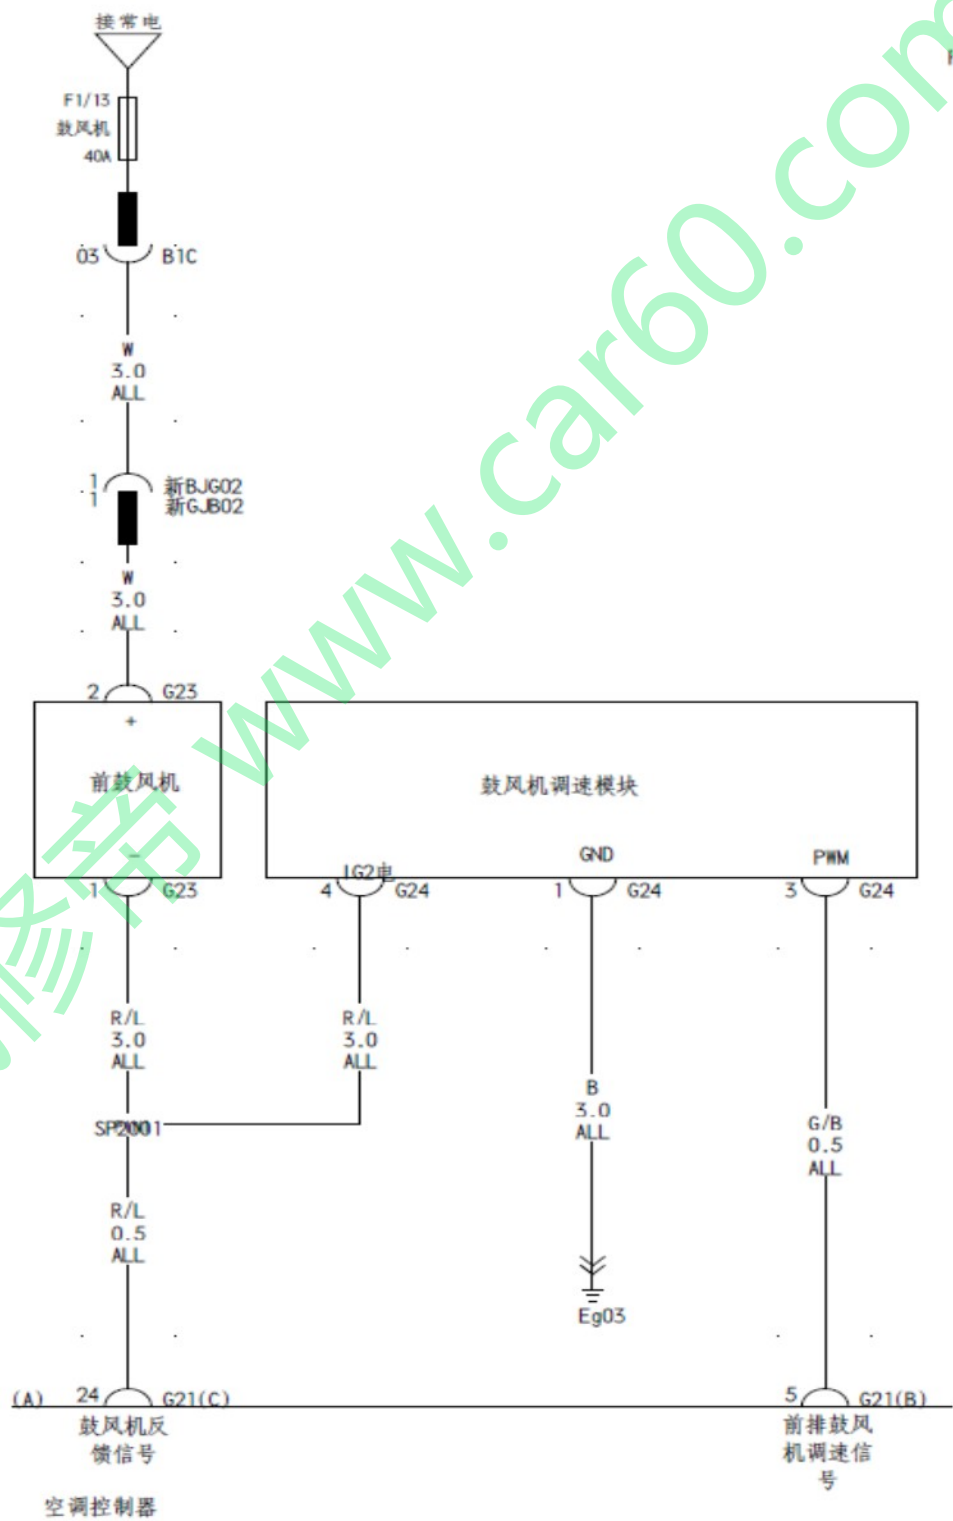 接常电
F1/13
鼓风机
40A
03 B1C
W
3.0
ALL
1 新BJG02
1 新GJB02
W
3.0
ALL
2 G23
+
前鼓风机
−
1 G23
鼓风机调速模块
IG2电
GND
PWM
4 G24
1 G24
3 G24
R/L
3.0
ALL
R/L
3.0
ALL
B
3.0
ALL
G/B
0.5
ALL
R/L
0.5
ALL
Eg03
(A)
24 G21(C)
5 G21(B)
鼓风机反
馈信号
前排鼓风
机调速信
号
空调控制器
www.car60.com